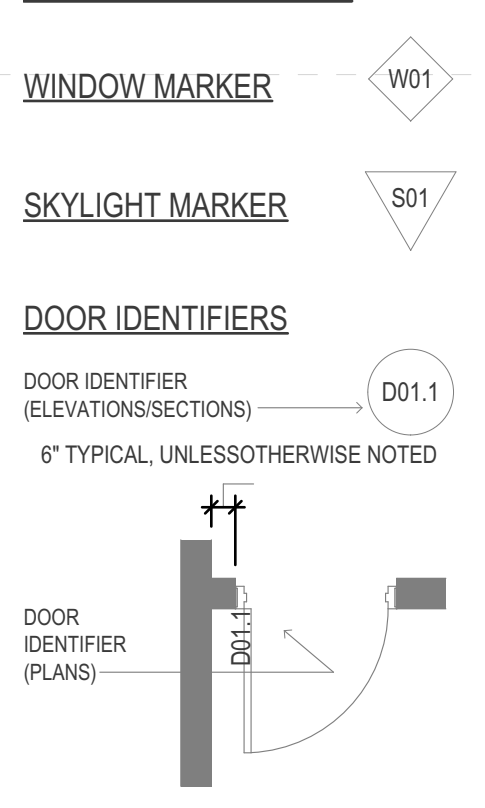 WINDOW MARKER
W01
SKYLIGHT MARKER
S01
DOOR IDENTIFIERS
DOOR IDENTIFIER
(ELEVATIONS/SECTIONS)
D01.1
6" TYPICAL, UNLESSOTHERWISE NOTED
DOOR
IDENTIFIER
(PLANS)
D01.1